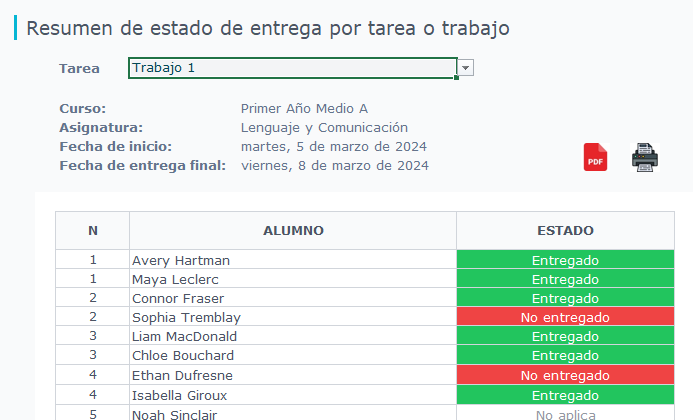 Resumen de estado de entrega por tarea o trabajo
Tarea Trabajo 1
Curso: Primer Año Medio A
Asignatura: Lenguaje y Comunicación
Fecha de inicio: martes, 5 de marzo de 2024
Fecha de entrega final: viernes, 8 de marzo de 2024
PDF
N ALUMNO ESTADO
1 Avery Hartman Entregado
1 Maya Leclerc Entregado
2 Connor Fraser Entregado
2 Sophia Tremblay No entregado
3 Liam MacDonald Entregado
3 Chloe Bouchard Entregado
4 Ethan Dufresne No entregado
4 Isabella Giroux Entregado
5 Noah Sinclair No aplica